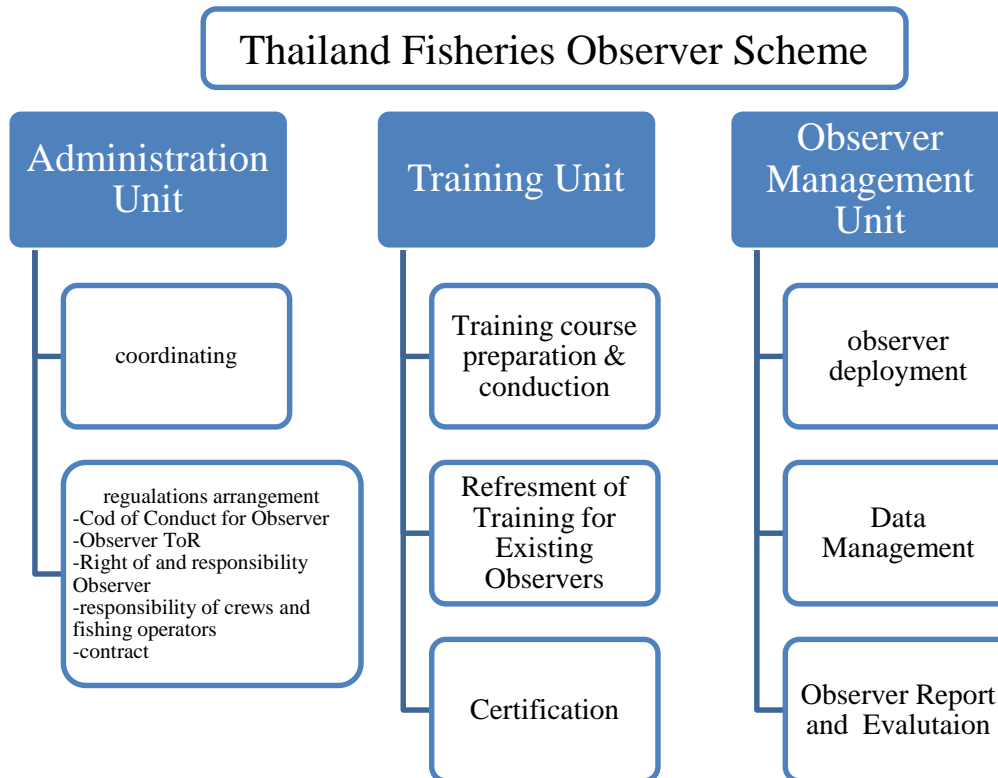 Thailand Fisheries Observer Scheme
Administration
Unit
coordinating
regualations arrangement
-Cod of Conduct for Observer
-Observer ToR
-Right of and responsibility
Observer
-responsibility of crews and
fishing operators
-contract
Training Unit
Training course
preparation &
conduction
Refresment of
Training for
Existing
Observers
Certification
Observer
Management
Unit
observer
deployment
Data
Management
Observer Report
and Evalutaion